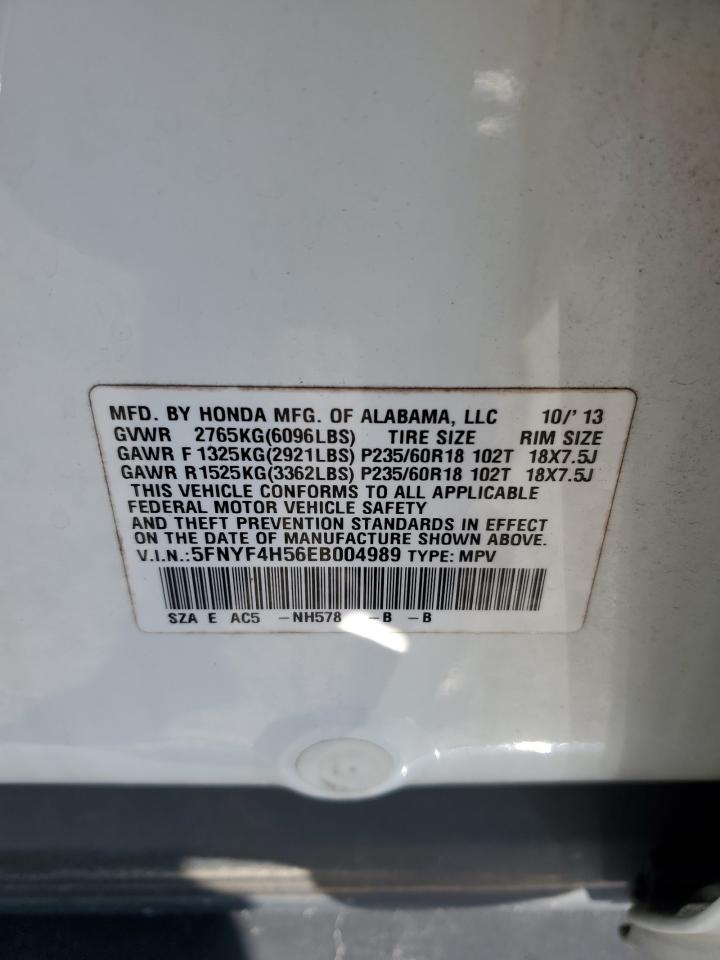 MFD. BY HONDA MFG. OF ALABAMA, LLC 10/'13
GVWR 2765KG(6096LBS) TIRE SIZE RIM SIZE
GAWR F 1325KG(2921LBS) P235/60R18 102T 18X7.5J
GAWR R1525KG(3362LBS) P235/60R18 102T 18X7.5J
THIS VEHICLE CONFORMS TO ALL APPLICABLE
FEDERAL MOTOR VEHICLE SAFETY
AND THEFT PREVENTION STANDARDS IN EFFECT
ON THE DATE OF MANUFACTURE SHOWN ABOVE.
V.I.N.:5FNYF4H56EB004989 TYPE: MPV
SZA E AC5 -NH578 -B -B